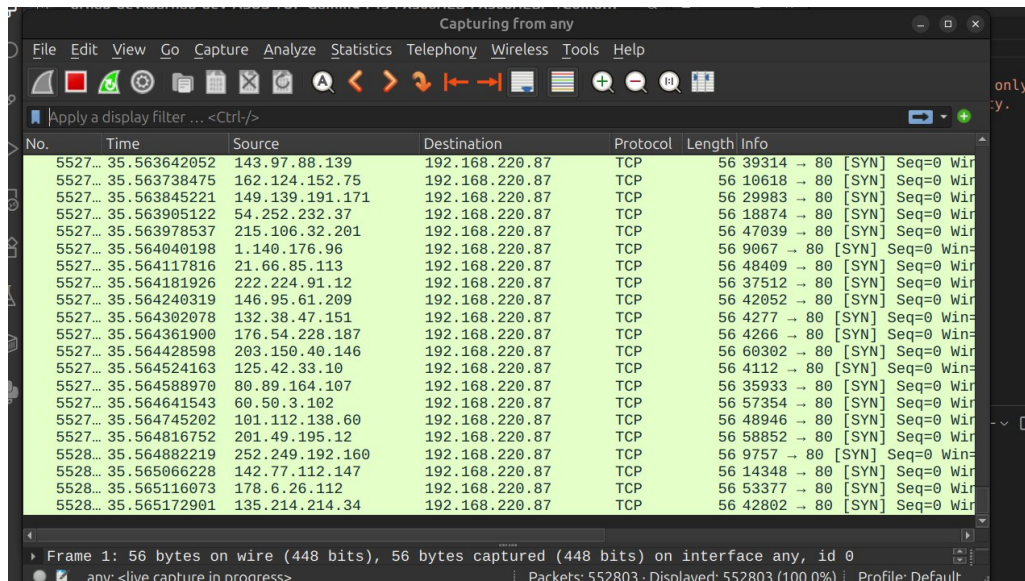 Capturing from any
File Edit View Go Capture Analyze Statistics Telephony Wireless Tools Help
only
Apply a display filter … <Ctrl-/>
No. Time Source Destination Protocol Length Info
5527… 35.563642052 143.97.88.139 192.168.220.87 TCP 56 39314 → 80 [SYN] Seq=0 Win
5527… 35.563738475 162.124.152.75 192.168.220.87 TCP 56 10618 → 80 [SYN] Seq=0 Win
5527… 35.563845221 149.139.191.171 192.168.220.87 TCP 56 29983 → 80 [SYN] Seq=0 Win
5527… 35.563905122 54.252.232.37 192.168.220.87 TCP 56 18874 → 80 [SYN] Seq=0 Win
5527… 35.563978537 215.106.32.201 192.168.220.87 TCP 56 47039 → 80 [SYN] Seq=0 Win
5527… 35.564040198 1.140.176.96 192.168.220.87 TCP 56 9067 → 80 [SYN] Seq=0 Win=
5527… 35.564117816 21.66.85.113 192.168.220.87 TCP 56 48409 → 80 [SYN] Seq=0 Win
5527… 35.564181926 222.224.91.12 192.168.220.87 TCP 56 37512 → 80 [SYN] Seq=0 Win
5527… 35.564240319 146.95.61.209 192.168.220.87 TCP 56 42052 → 80 [SYN] Seq=0 Win
5527… 35.564302078 132.38.47.151 192.168.220.87 TCP 56 4277 → 80 [SYN] Seq=0 Win=
5527… 35.564361900 176.54.228.187 192.168.220.87 TCP 56 4266 → 80 [SYN] Seq=0 Win=
5527… 35.564428598 203.150.40.146 192.168.220.87 TCP 56 60302 → 80 [SYN] Seq=0 Win
5527… 35.564524163 125.42.33.10 192.168.220.87 TCP 56 4112 → 80 [SYN] Seq=0 Win=
5527… 35.564588970 80.89.164.107 192.168.220.87 TCP 56 35933 → 80 [SYN] Seq=0 Win
5527… 35.564641543 60.50.3.102 192.168.220.87 TCP 56 57354 → 80 [SYN] Seq=0 Win
5527… 35.564745202 101.112.138.60 192.168.220.87 TCP 56 48946 → 80 [SYN] Seq=0 Win
5527… 35.564816752 201.49.195.12 192.168.220.87 TCP 56 58852 → 80 [SYN] Seq=0 Win
5528… 35.564882219 252.249.192.160 192.168.220.87 TCP 56 9757 → 80 [SYN] Seq=0 Win=
5528… 35.565066228 142.77.112.147 192.168.220.87 TCP 56 14348 → 80 [SYN] Seq=0 Win
5528… 35.565116073 178.6.26.112 192.168.220.87 TCP 56 53377 → 80 [SYN] Seq=0 Win
5528… 35.565172901 135.214.214.34 192.168.220.87 TCP 56 42802 → 80 [SYN] Seq=0 Win
Frame 1: 56 bytes on wire (448 bits), 56 bytes captured (448 bits) on interface any, id 0
any: <live capture in progress> Packets: 552803 · Displayed: 552803 (100.0%) Profile: Default